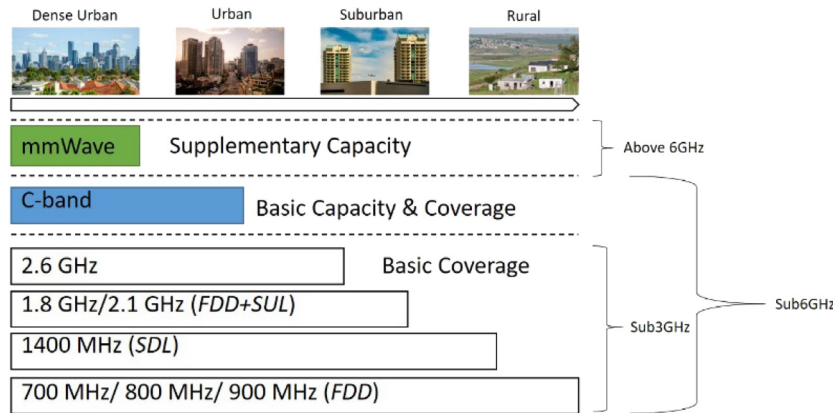 Dense Urban
Urban
Suburban
Rural
mmWave
Supplementary Capacity
Above 6GHz
C-band
Basic Capacity & Coverage
2.6 GHz
Basic Coverage
1.8 GHz/2.1 GHz (FDD+SUL)
Sub6GHz
Sub3GHz
1400 MHz (SDL)
700 MHz/ 800 MHz/ 900 MHz (FDD)